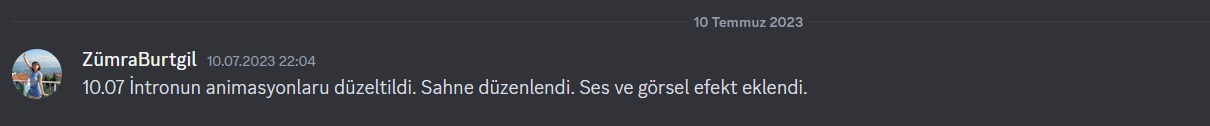 10 Temmuz 2023
ZümraBurtgil 10.07.2023 22:04
10.07 İntronun animasyonlaru düzeltildi. Sahne düzenlendi. Ses ve görsel efekt eklendi.